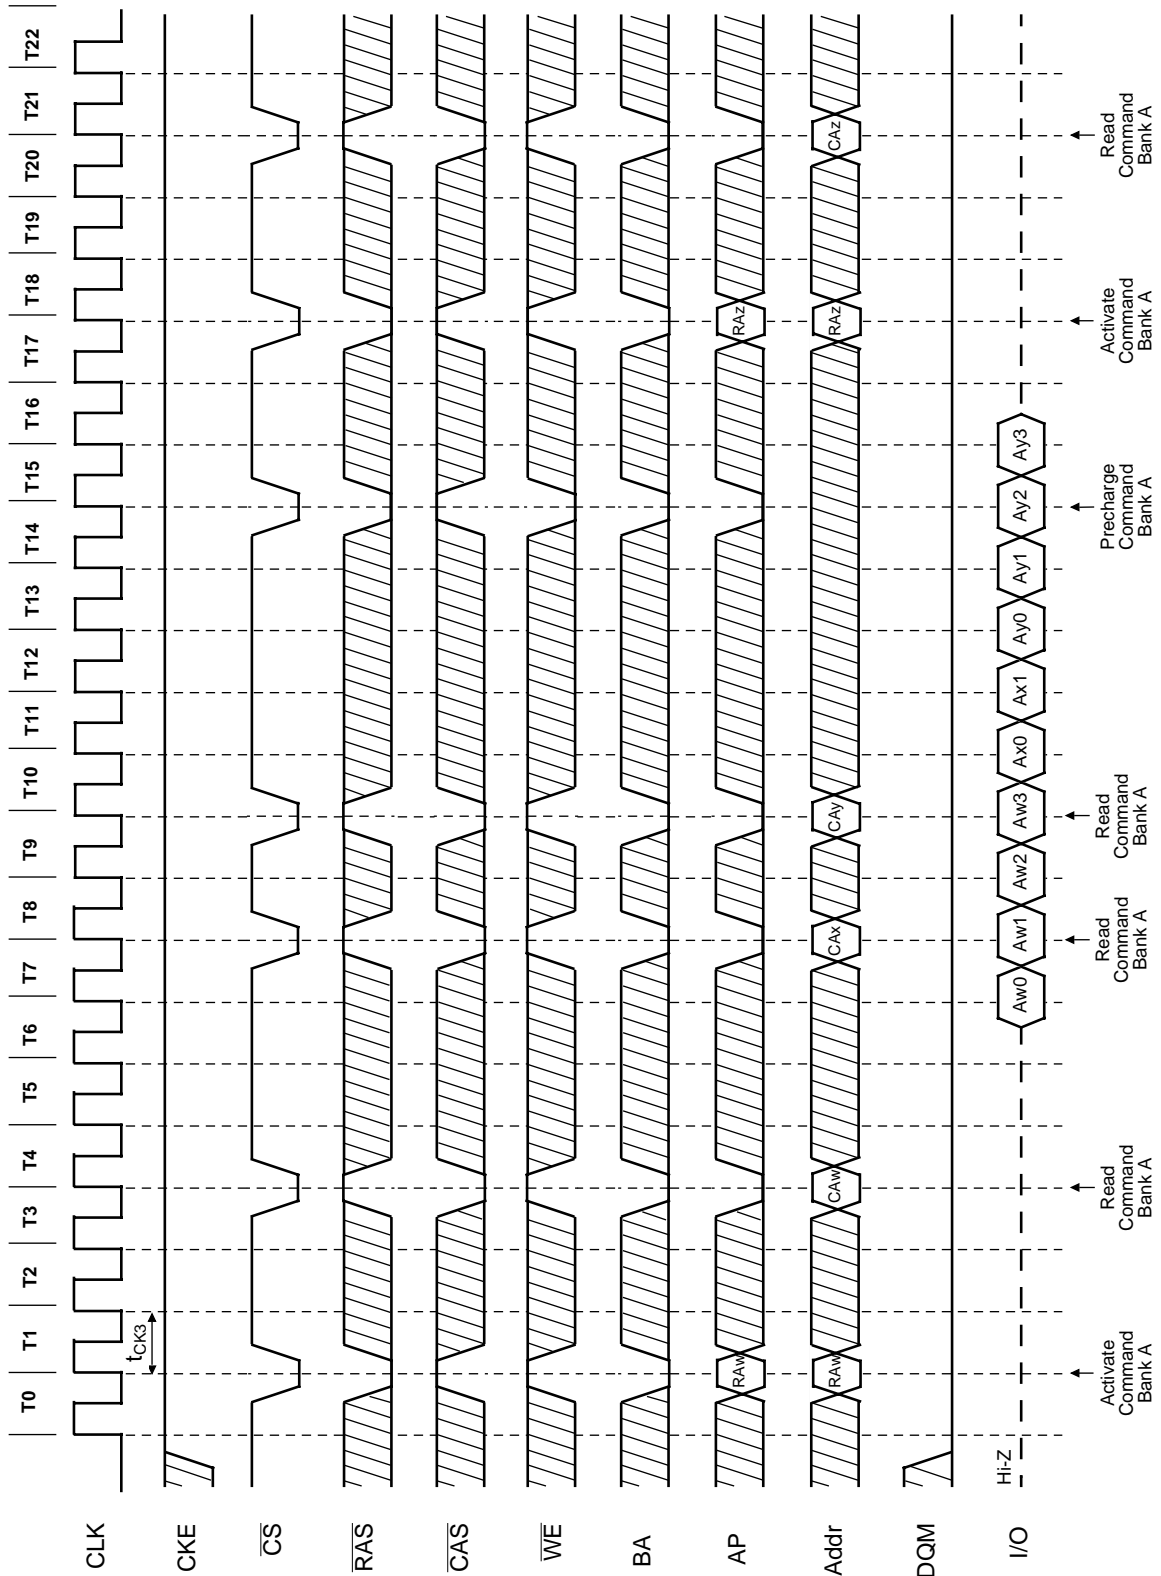 T0 T1 T2 T3 T4 T5 T6 T7 T8 T9 T10 T11 T12 T13 T14 T15 T16 T17 T18 T19 T20 T21 T22
CLK
tCK3
CKE
CS
RAS
CAS
WE
BA
AP
RAw
RAz
Addr
RAw
CAw
CAx
CAy
RAz
CAz
DQM
I/O
Hi-Z
Aw0
Aw1
Aw2
Aw3
Ax0
Ax1
Ay0
Ay1
Ay2
Ay3
Activate
Command
Bank A
Read
Command
Bank A
Read
Command
Bank A
Read
Command
Bank A
Precharge
Command
Bank A
Activate
Command
Bank A
Read
Command
Bank A